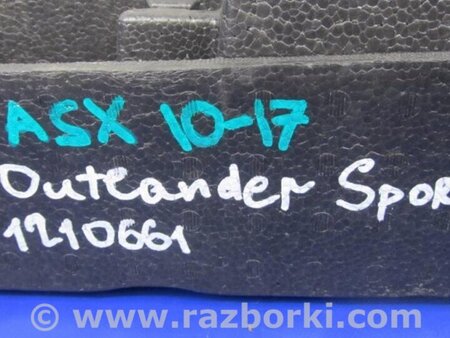 ASX 10-17
Outlander Spor
1210661
© www.razborki.com